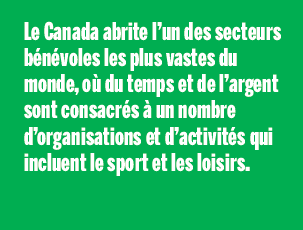 Le Canada abrite l’un des secteurs
bénévoles les plus vastes du
monde, où du temps et de l’argent
sont consacrés à un nombre
d’organisations et d’activités qui
incluent le sport et les loisirs.